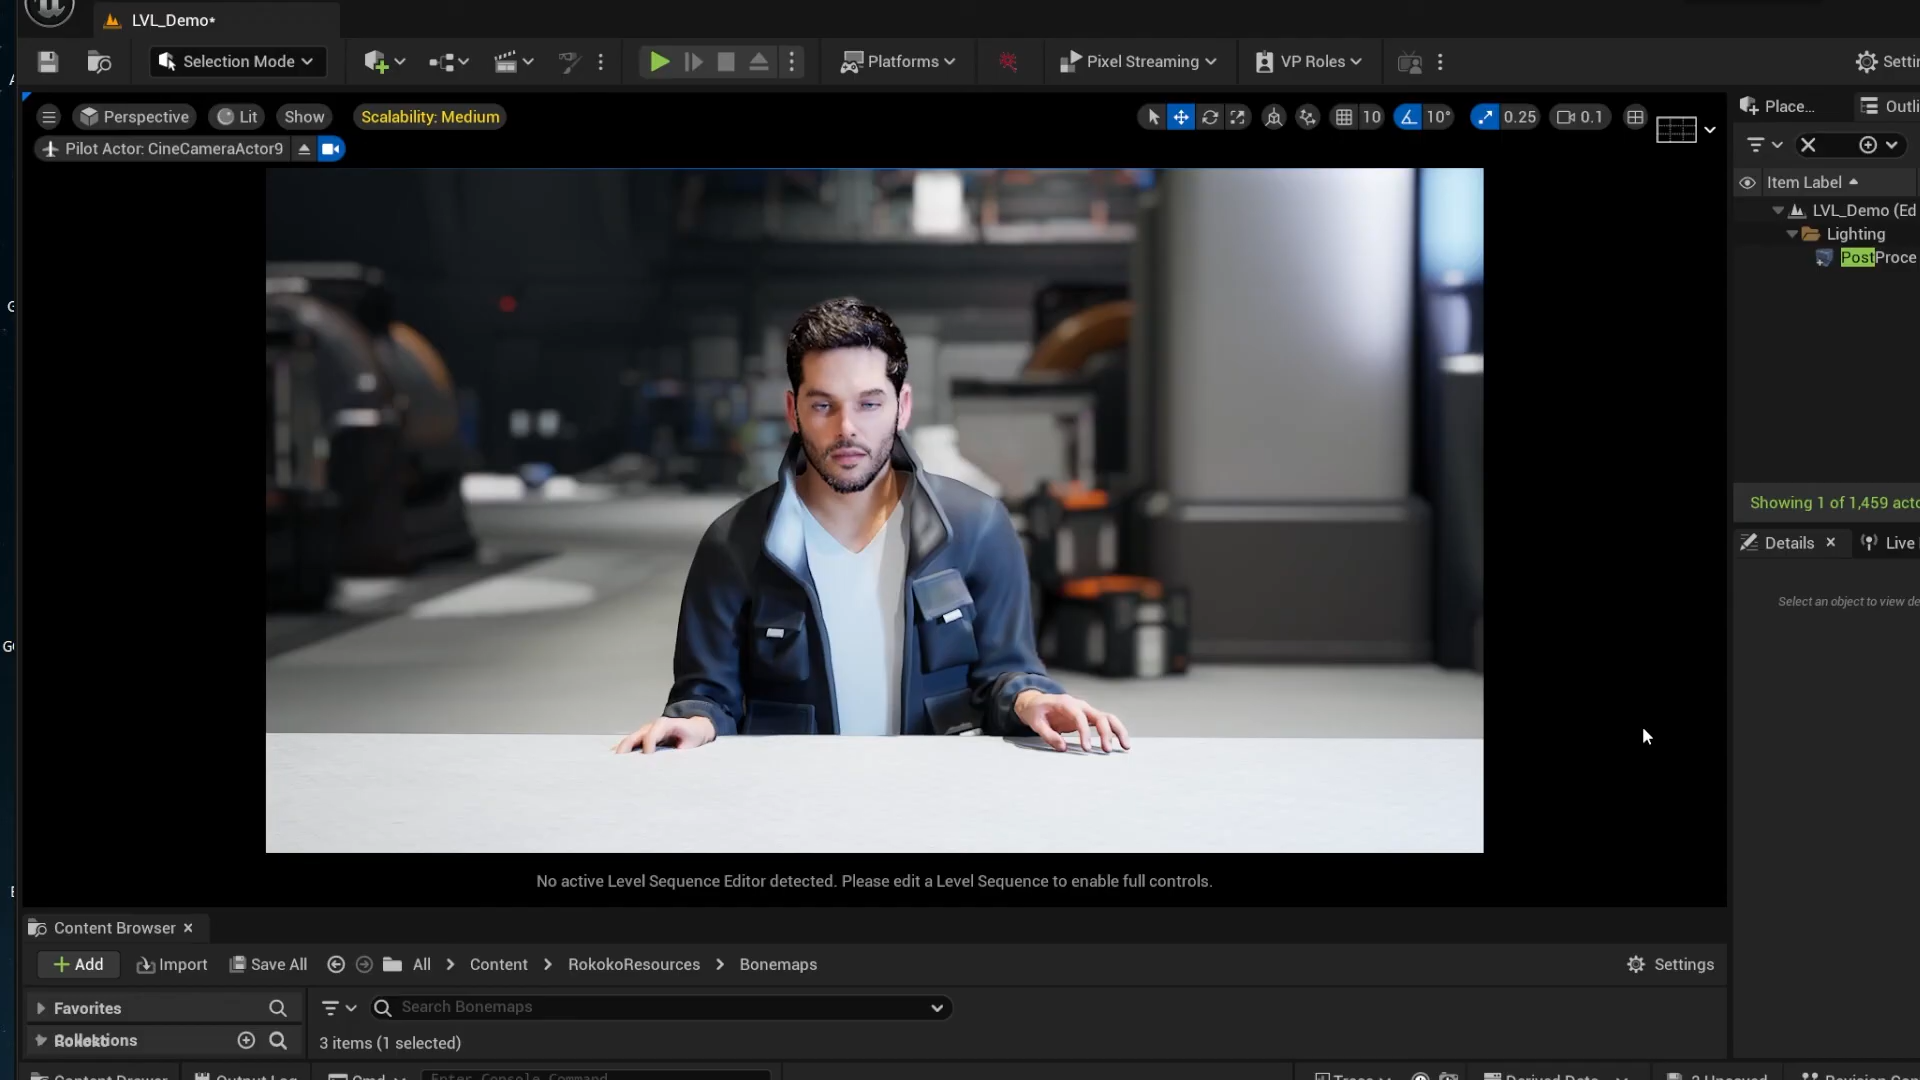 LVL_Demo*
Selection Mode
Platforms
Pixel Streaming
VP Roles
Perspective
Lit
Show
Scalability: Medium
10
10°
0.25
0.1
Place...
Pilot Actor: CineCameraActor9
Item Label
LVL_Demo (Ed
Lighting
PostProce
Showing 1 of 1,459 acto
Details
Live
Select an object to view de
No active Level Sequence Editor detected. Please edit a Level Sequence to enable full controls.
Content Browser
Add
Import
Save All
All
Content
RokokoResources
Bonemaps
Settings
Favorites
Search Bonemaps
3 items (1 selected)
Enter Console Command